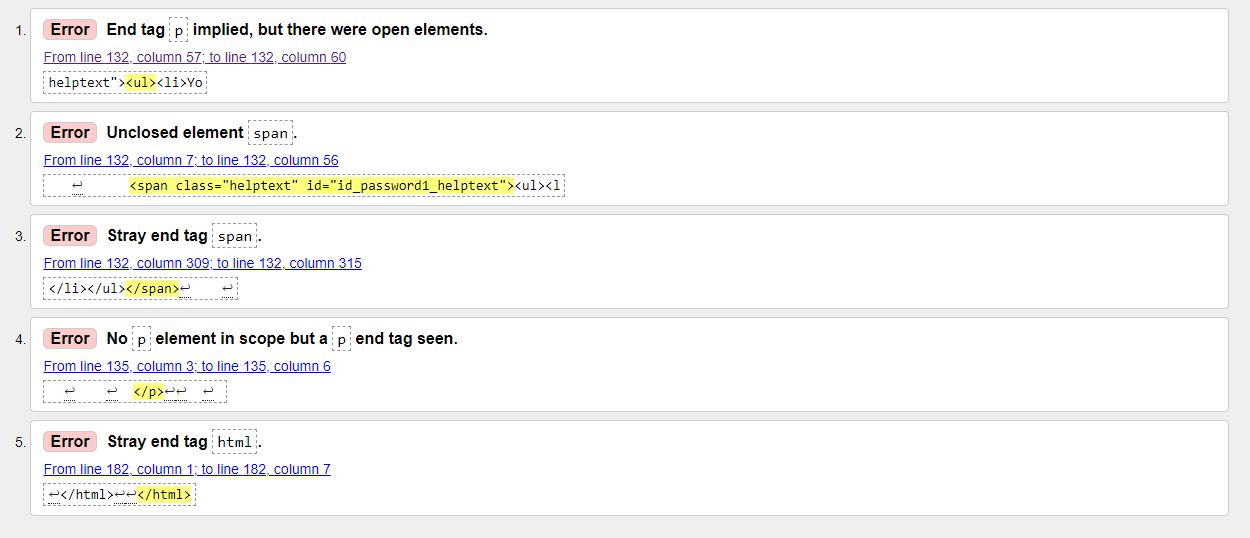 1. Error End tag p implied, but there were open elements.
From line 132, column 57; to line 132, column 60
helptext"><ul><li>Yo
2. Error Unclosed element span.
From line 132, column 7; to line 132, column 56
↩ <span class="helptext" id="id_password1_helptext"><ul><l
3. Error Stray end tag span.
From line 132, column 309; to line 132, column 315
</li></ul></span>↩ ↩
4. Error No p element in scope but a p end tag seen.
From line 135, column 3; to line 135, column 6
↩ ↩ </p>↩↩ ↩
5. Error Stray end tag html.
From line 182, column 1; to line 182, column 7
↩</html>↩↩</html>